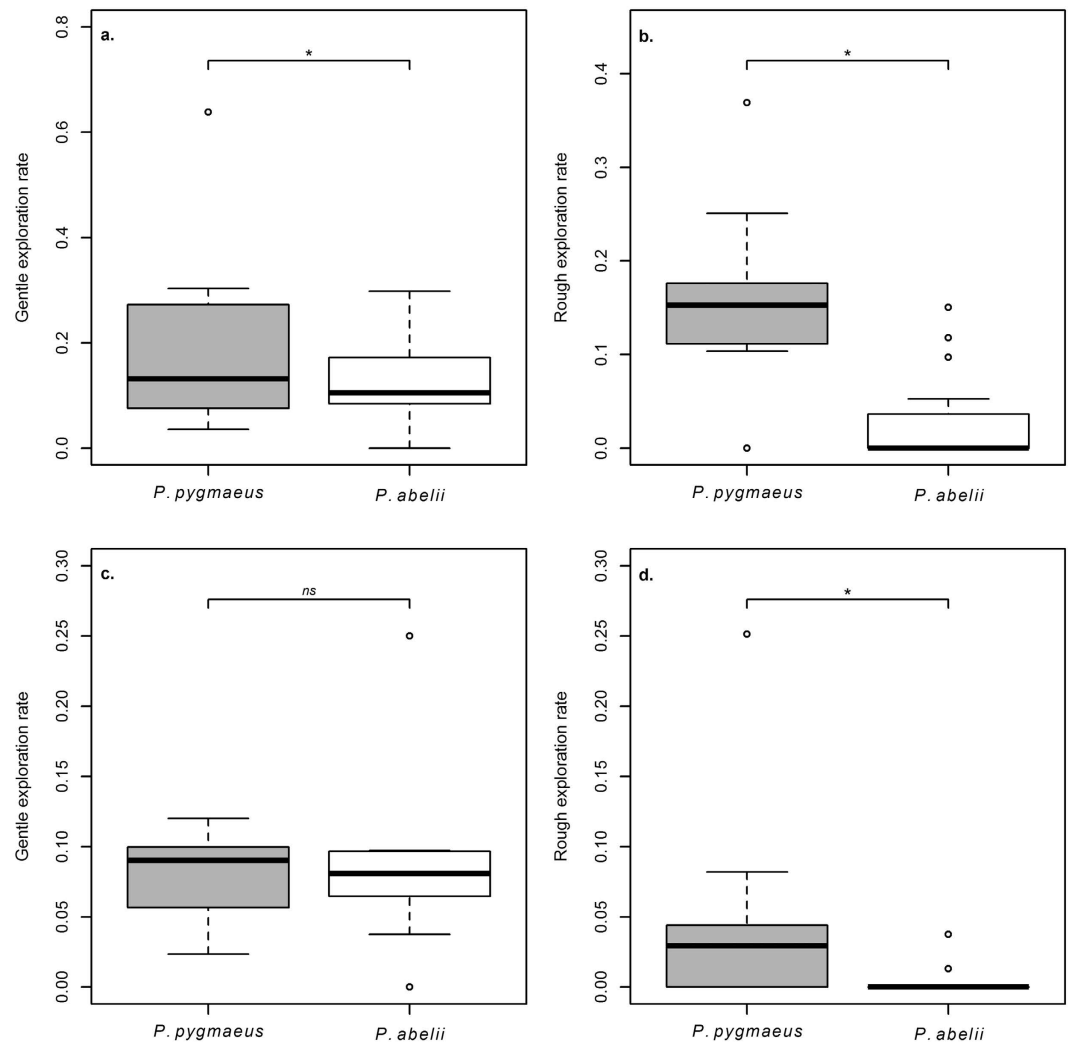 a.
*
Gentle exploration rate
0.8
0.6
0.4
0.2
0.0
P. pygmaeus
P. abelii
b.
*
Rough exploration rate
0.4
0.3
0.2
0.1
0.0
P. pygmaeus
P. abelii
c.
ns
Gentle exploration rate
0.30
0.25
0.20
0.15
0.10
0.05
0.00
P. pygmaeus
P. abelii
d.
*
Rough exploration rate
0.30
0.25
0.20
0.15
0.10
0.05
0.00
P. pygmaeus
P. abelii